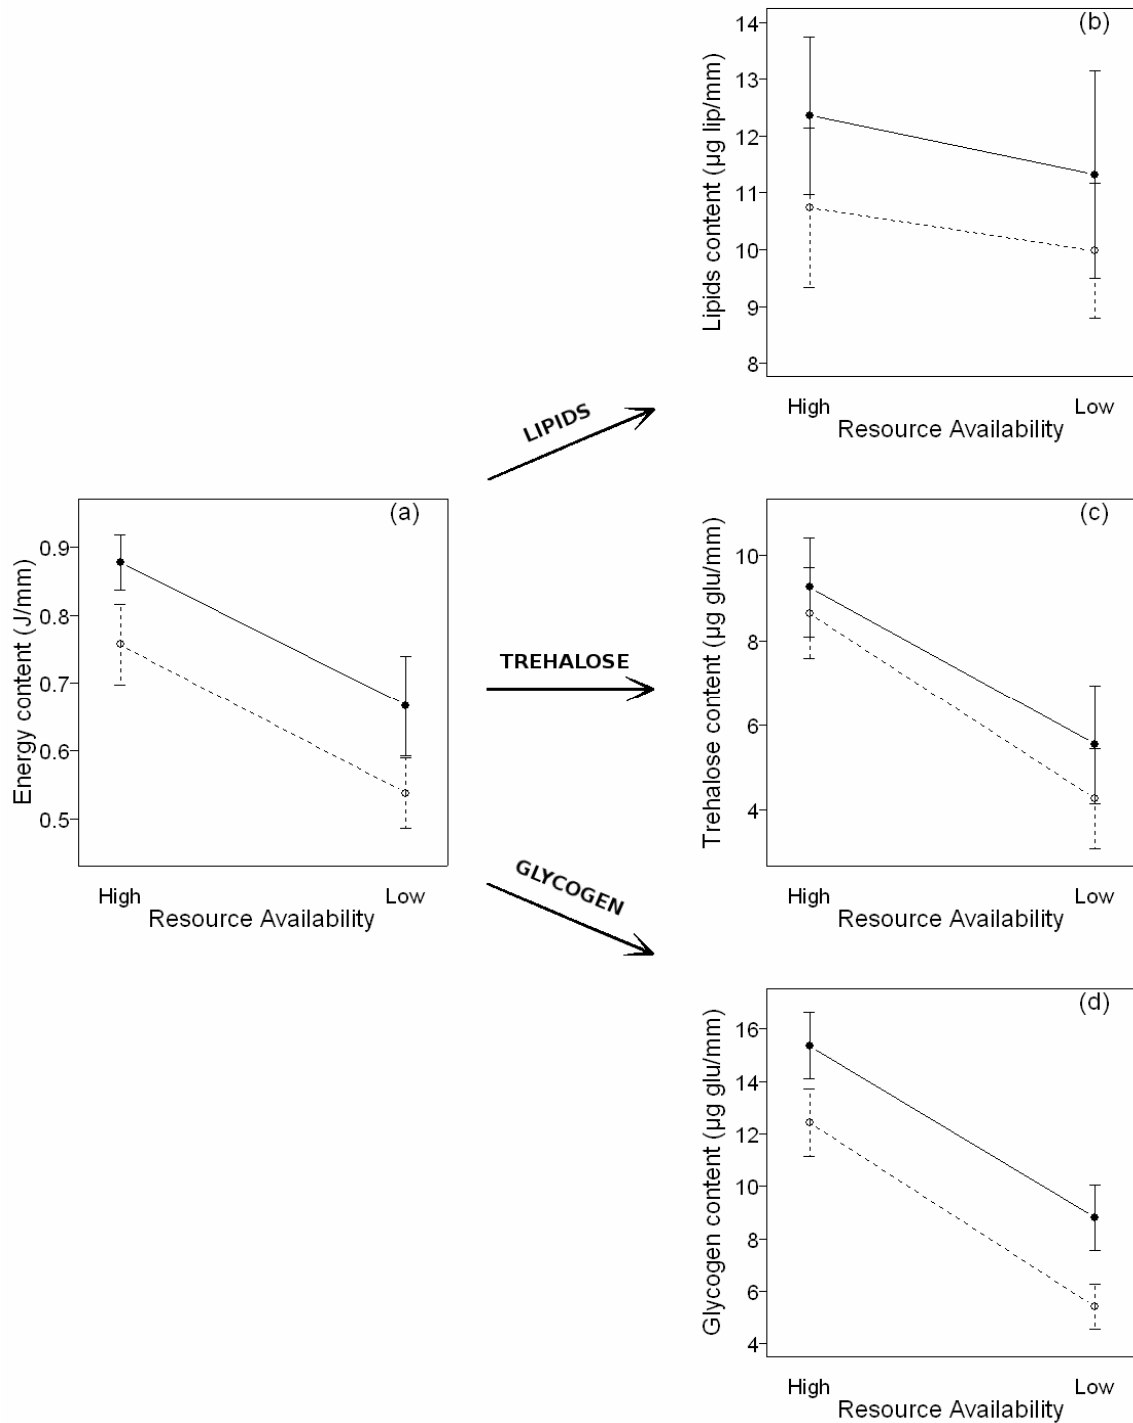 (b)
Lipids content (µg lip/mm)
14
13
12
11
10
9
8
High
Low
Resource Availability
LIPIDS
(a)
Energy content (J/mm)
0.9
0.8
0.7
0.6
0.5
High
Low
Resource Availability
TREHALOSE
(c)
Trehalose content (µg glu/mm)
10
8
6
4
High
Low
Resource Availability
GLYCOGEN
(d)
Glycogen content (µg glu/mm)
16
14
12
10
8
6
4
High
Low
Resource Availability